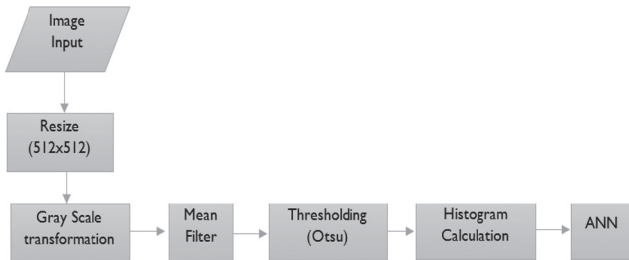 Image
Input
Resize
(512x512)
Gray Scale
transformation
Mean
Filter
Thresholding
(Otsu)
Histogram
Calculation
ANN